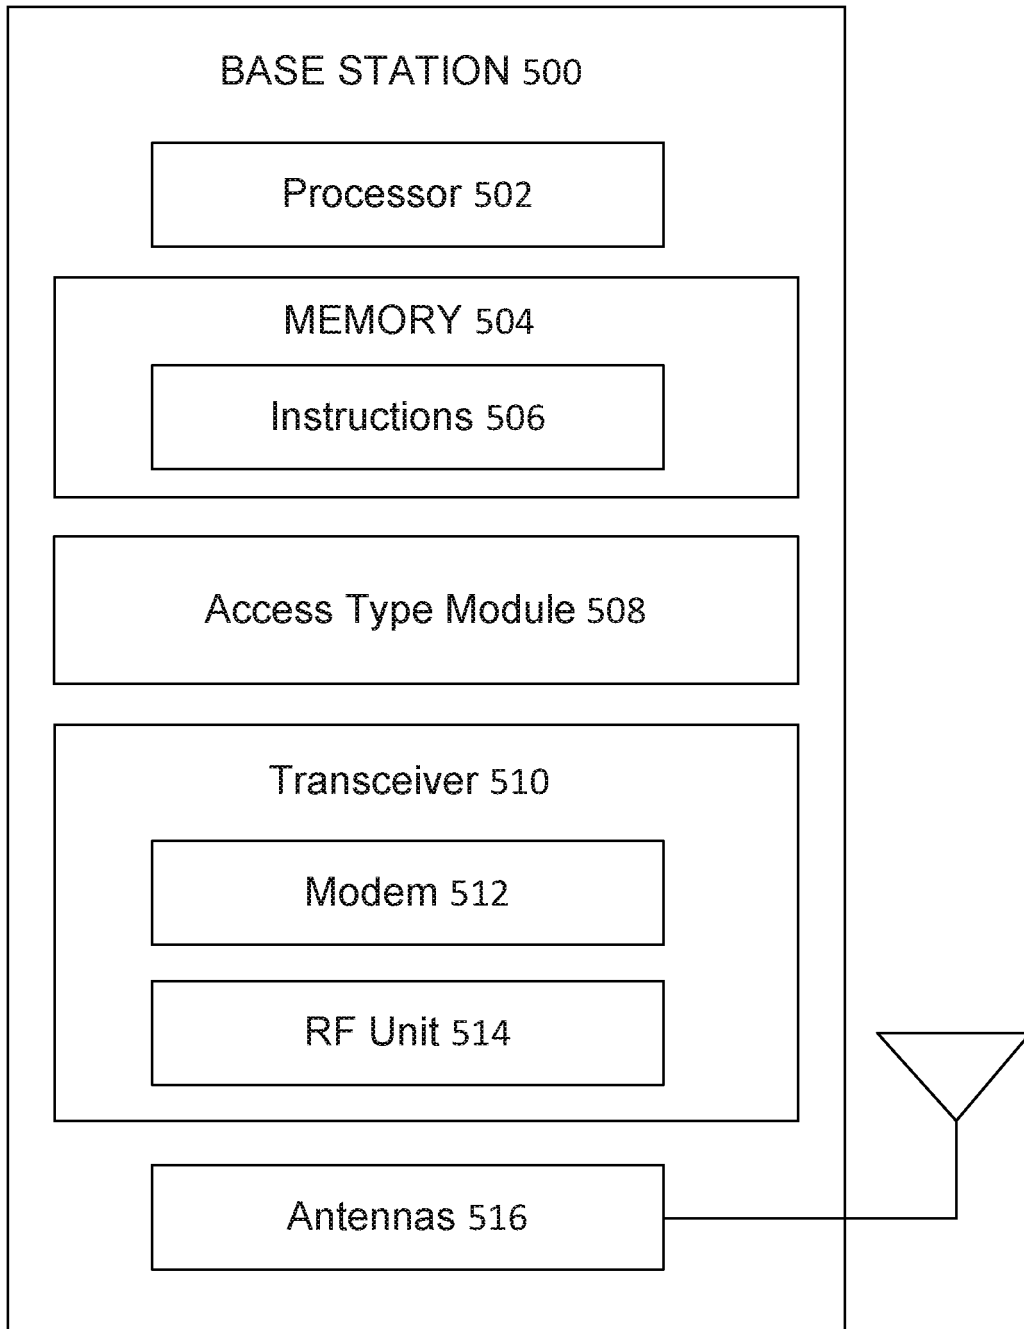 BASE STATION 500
Processor 502
MEMORY 504
Instructions 506
Access Type Module 508
Transceiver 510
Modem 512
RF Unit 514
Antennas 516